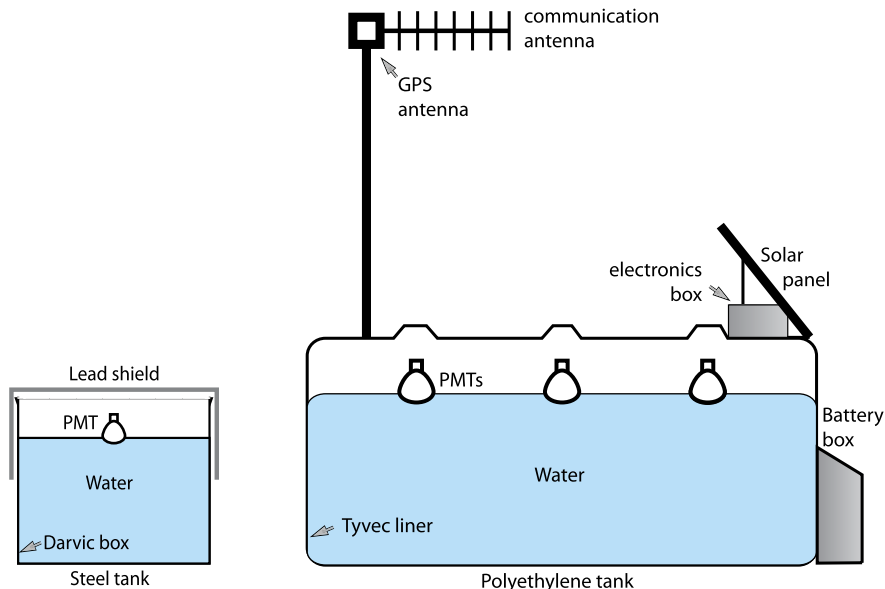 communication
antenna
GPS
antenna
Solar
panel
electronics
box
Lead shield
PMT
PMTs
Battery
box
Water
Water
Tyvec liner
Darvic box
Steel tank
Polyethylene tank